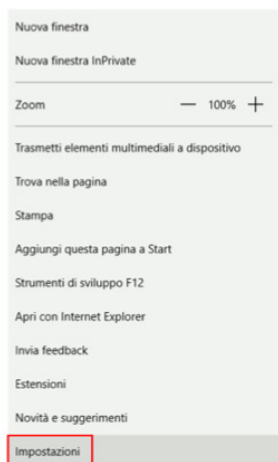 Nuova finestra
Nuova finestra InPrivate
Zoom — 100% +
Trasmetti elementi multimediali a dispositivo
Trova nella pagina
Stampa
Aggiungi questa pagina a Start
Strumenti di sviluppo F12
Apri con Internet Explorer
Invia feedback
Estensioni
Novità e suggerimenti
Impostazioni